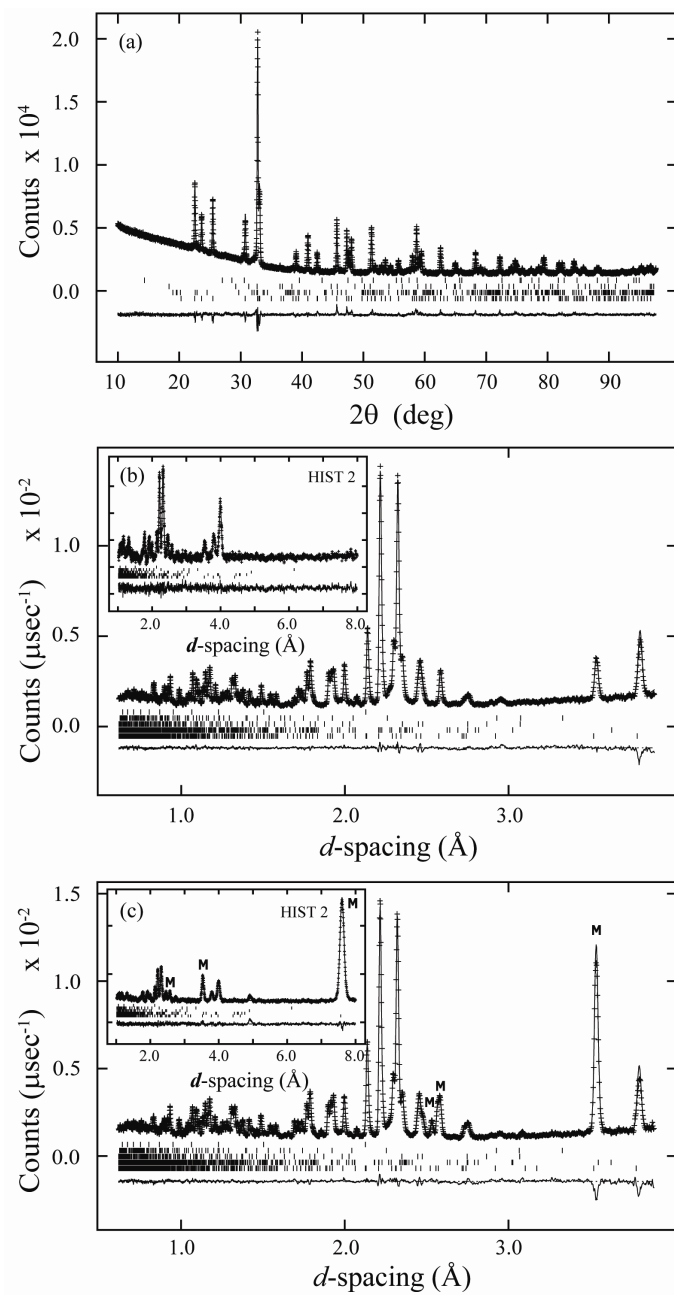 (a)
2.0
1.5
1.0
0.5
0.0
Conuts x 10⁴
10 20 30 40 50 60 70 80 90
2θ (deg)
(b)
HIST 2
2.0 4.0 6.0 8.0
d-spacing (Å)
1.0
0.5
0.0
Counts (μsec⁻¹) x 10⁻²
1.0 2.0 3.0
d-spacing (Å)
(c)
HIST 2
M
M
M
2.0 4.0 6.0 8.0
d-spacing (Å)
M
M
M
1.5
1.0
0.5
0.0
Counts (μsec⁻¹) x 10⁻²
1.0 2.0 3.0
d-spacing (Å)